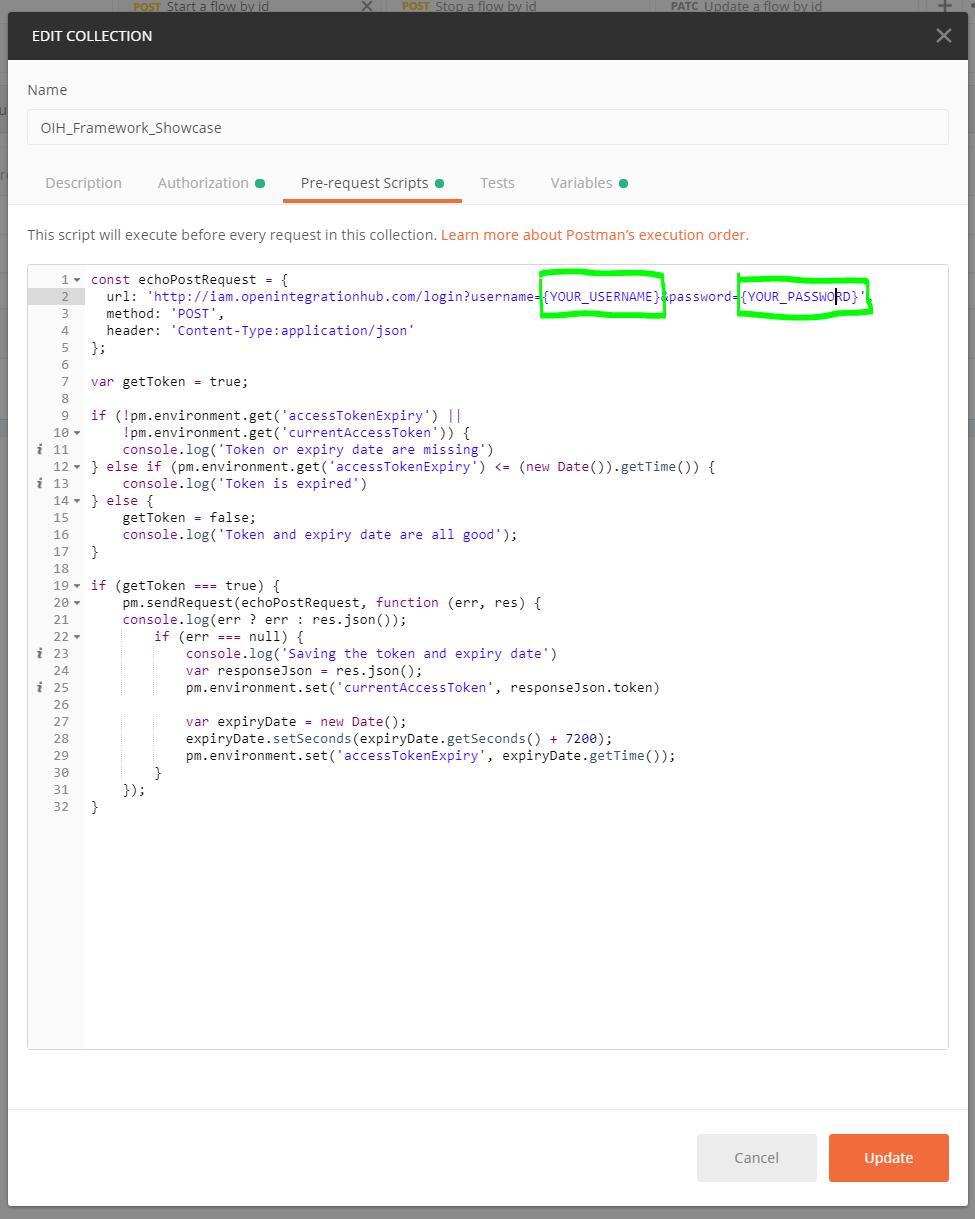 POST Start a flow by id
POST Stop a flow by id
PATC Update a flow by id
EDIT COLLECTION
Name
OIH_Framework_Showcase
Description Authorization Pre-request Scripts Tests Variables
This script will execute before every request in this collection. Learn more about Postman’s execution order.
1 const echoPostRequest = {
2 url: 'http://iam.openintegrationhub.com/login?username={YOUR_USERNAME}&password={YOUR_PASSWORD}',
3 method: 'POST',
4 header: 'Content-Type:application/json'
5 };
6
7 var getToken = true;
8
9 if (!pm.environment.get('accessTokenExpiry') ||
10 !pm.environment.get('currentAccessToken')) {
i 11 console.log('Token or expiry date are missing')
12 } else if (pm.environment.get('accessTokenExpiry') <= (new Date()).getTime()) {
i 13 console.log('Token is expired')
14 } else {
15 getToken = false;
16 console.log('Token and expiry date are all good');
17 }
18
19 if (getToken === true) {
20 pm.sendRequest(echoPostRequest, function (err, res) {
21 console.log(err ? err : res.json());
22 if (err === null) {
i 23 console.log('Saving the token and expiry date')
24 var responseJson = res.json();
i 25 pm.environment.set('currentAccessToken', responseJson.token)
26
27 var expiryDate = new Date();
28 expiryDate.setSeconds(expiryDate.getSeconds() + 7200);
29 pm.environment.set('accessTokenExpiry', expiryDate.getTime());
30 }
31 });
32 }
Cancel
Update